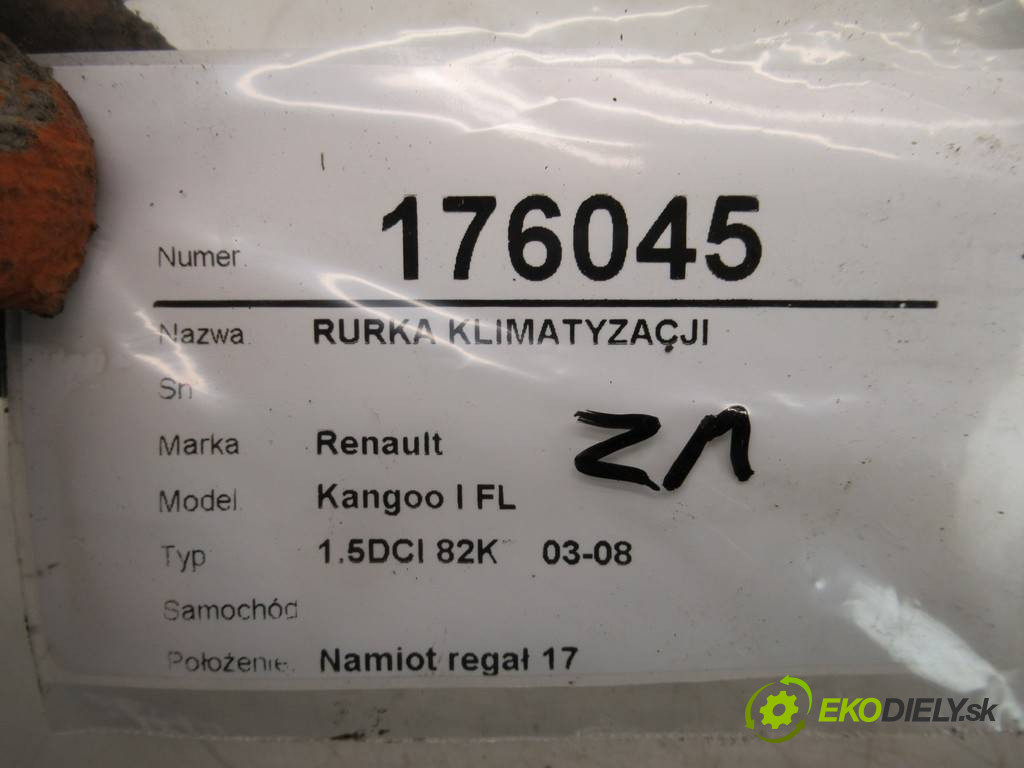 Numer. 176045
Nazwa RURKA KLIMATYZACJI
Sn
Marka Renault
Model Kangoo I FL
Typ 1.5DCI 82K 03-08
Samochód
Położenie. Namiot regał 17
EKODIELY.sk